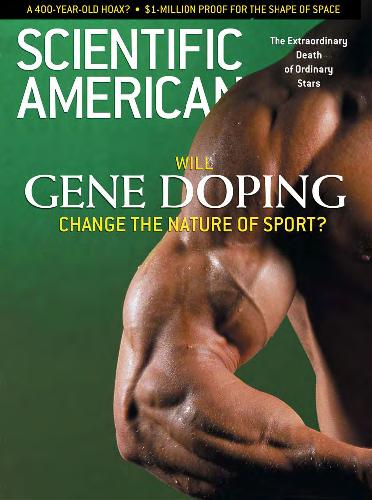 A 400-YEAR-OLD HOAX? • $1-MILLION PROOF FOR THE SHAPE OF SPACE
SCIENTIFIC
AMERICAN
The Extraordinary
Death
of Ordinary
Stars
WILL
GENE DOPING
CHANGE THE NATURE OF SPORT?